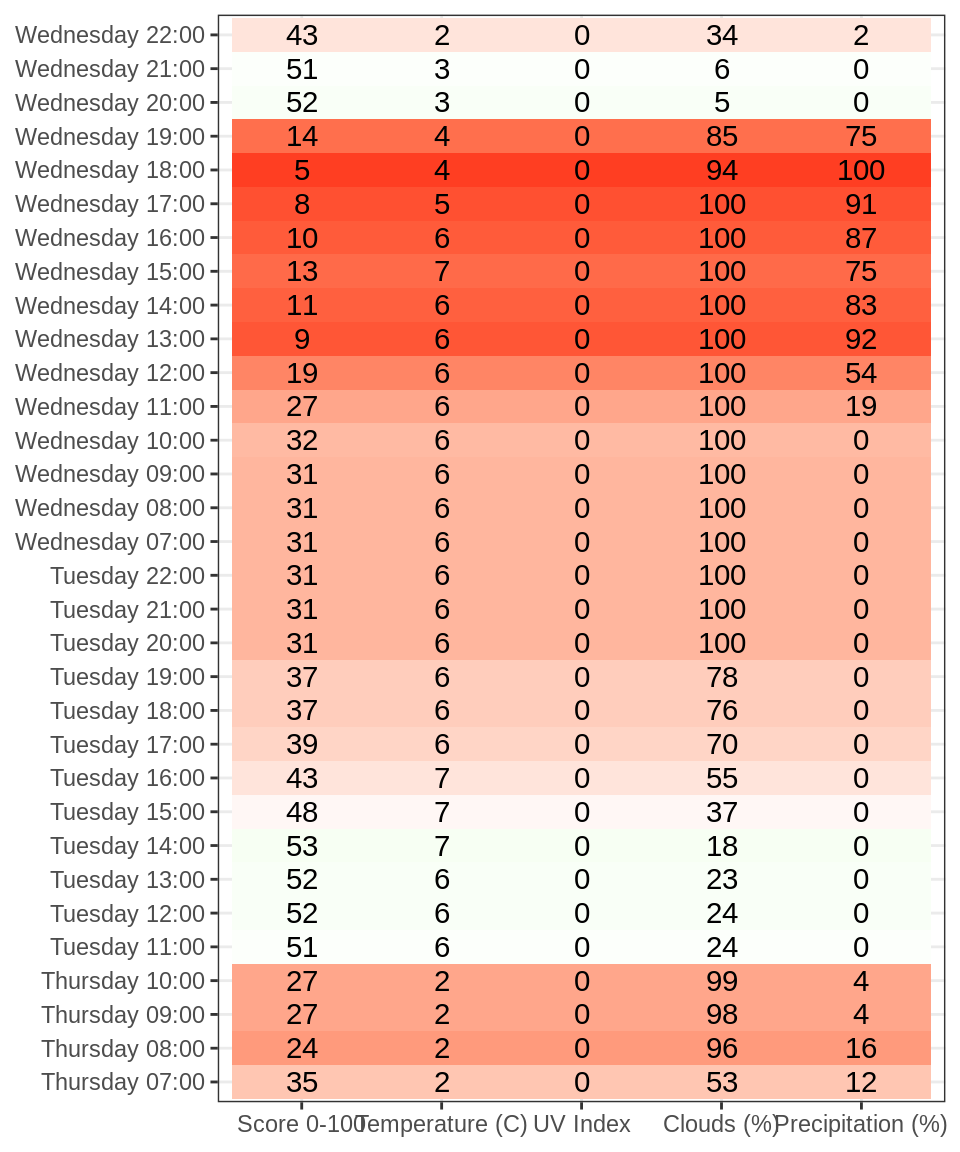 Wednesday 22:00 43 2 0 34 2
Wednesday 21:00 51 3 0 6 0
Wednesday 20:00 52 3 0 5 0
Wednesday 19:00 14 4 0 85 75
Wednesday 18:00 5 4 0 94 100
Wednesday 17:00 8 5 0 100 91
Wednesday 16:00 10 6 0 100 87
Wednesday 15:00 13 7 0 100 75
Wednesday 14:00 11 6 0 100 83
Wednesday 13:00 9 6 0 100 92
Wednesday 12:00 19 6 0 100 54
Wednesday 11:00 27 6 0 100 19
Wednesday 10:00 32 6 0 100 0
Wednesday 09:00 31 6 0 100 0
Wednesday 08:00 31 6 0 100 0
Wednesday 07:00 31 6 0 100 0
Tuesday 22:00 31 6 0 100 0
Tuesday 21:00 31 6 0 100 0
Tuesday 20:00 31 6 0 100 0
Tuesday 19:00 37 6 0 78 0
Tuesday 18:00 37 6 0 76 0
Tuesday 17:00 39 6 0 70 0
Tuesday 16:00 43 7 0 55 0
Tuesday 15:00 48 7 0 37 0
Tuesday 14:00 53 7 0 18 0
Tuesday 13:00 52 6 0 23 0
Tuesday 12:00 52 6 0 24 0
Tuesday 11:00 51 6 0 24 0
Thursday 10:00 27 2 0 99 4
Thursday 09:00 27 2 0 98 4
Thursday 08:00 24 2 0 96 16
Thursday 07:00 35 2 0 53 12
Score 0-100 Temperature (C) UV Index Clouds (%) Precipitation (%)